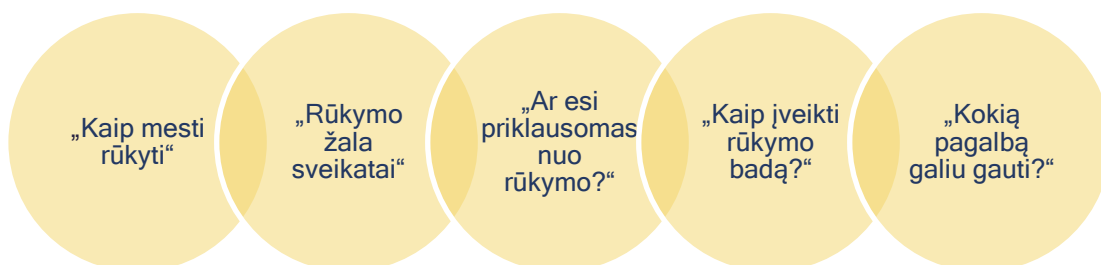 „Kaip mesti
rūkyti“
„Rūkymo
žala
sveikatai“
„Ar esi
priklausomas
nuo
rūkymo?“
„Kaip įveikti
rūkymo
badą?“
„Kokią
pagalbą
galiu gauti?“